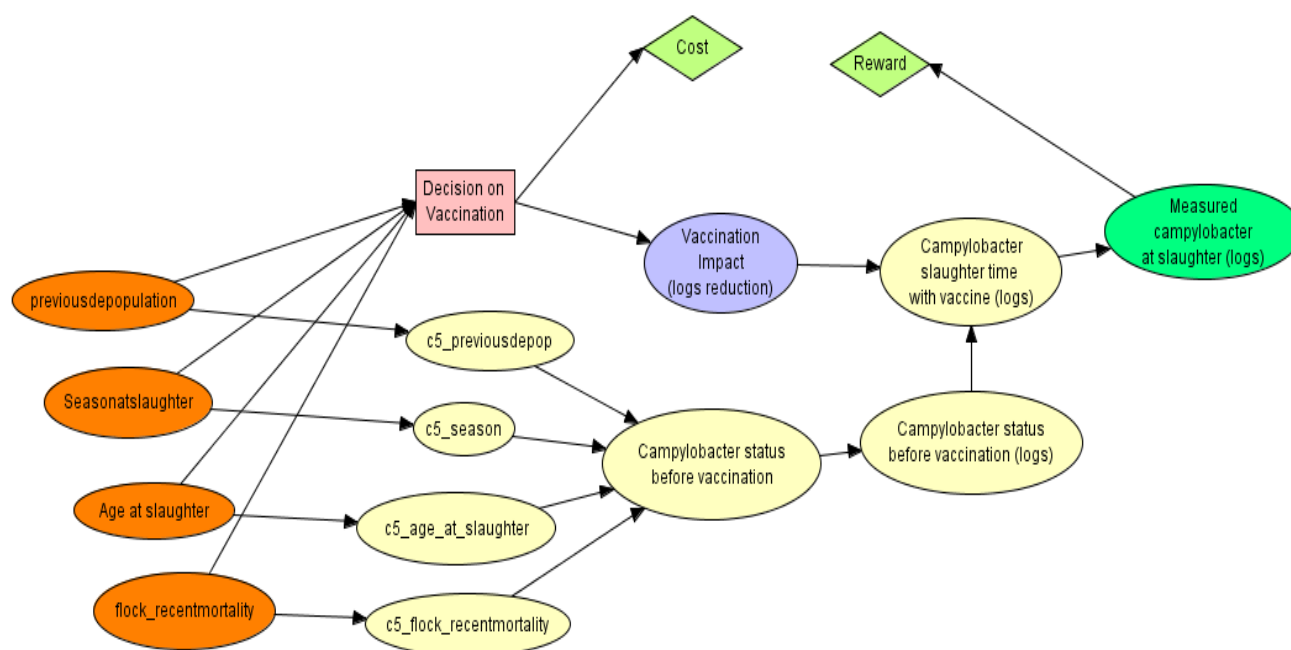 Cost
Reward
Decision on
Vaccination
Vaccination
Impact
(logs reduction)
Campylobacter
slaughter time
with vaccine (logs)
Measured
campylobacter
at slaughter (logs)
previousdepopulation
c5_previousdepop
Seasonatslaughter
c5_season
Campylobacter status
before vaccination
Campylobacter status
before vaccination (logs)
Age at slaughter
c5_age_at_slaughter
flock_recentmortality
c5_flock_recentmortality